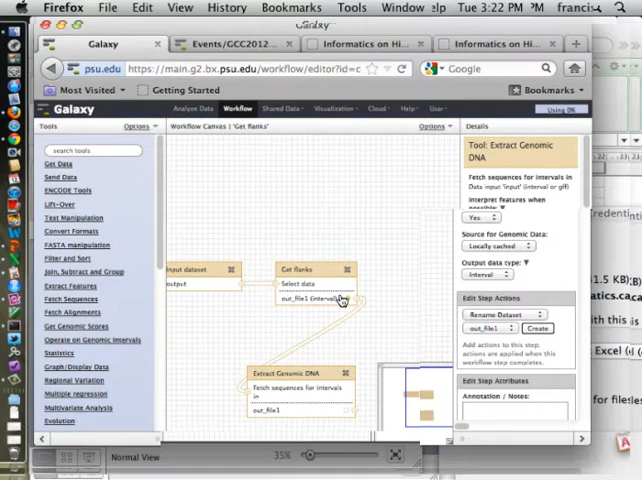 Firefox File Edit View History Bookmarks Tools Window Help Tue 3:22 PM
Galaxy
Galaxy Events/GCC2012... Informatics on Hi... Informatics on Hi...
psu.edu https://main.g2.bx.psu.edu/workflow/editor?id= Google
Most Visited Getting Started Bookmarks
Galaxy Analyze Data Workflow Shared Data Visualization Cloud Help User Using 0%
Tools Options Workflow Canvas | 'Get flanks' Options Details
search tools
Get Data
Send Data
ENCODE Tools
Lift-Over
Text Manipulation
Convert Formats
FASTA manipulation
Filter and Sort
Join, Subtract and Group
Extract Features
Fetch Sequences
Fetch Alignments
Get Genomic Scores
Operate on Genomic Intervals
Statistics
Graph/Display Data
Regional Variation
Multiple regression
Multivariate Analysis
Evolution
Input dataset
output
Get flanks
Select data
out_file1 (interval)
Extract Genomic DNA
Fetch sequences for intervals
in
out_file1
Tool: Extract Genomic
DNA
Fetch sequences for intervals in
Data input 'input' (interval or gff)
Interpret features when
possible:
Yes
Source for Genomic Data:
Locally cached
Output data type:
Interval
Edit Step Actions
Rename Dataset
out_file1 Create
Add actions to this step;
actions are applied when this
workflow step completes.
Edit Step Attributes
Annotation / Notes:
Normal View 35%